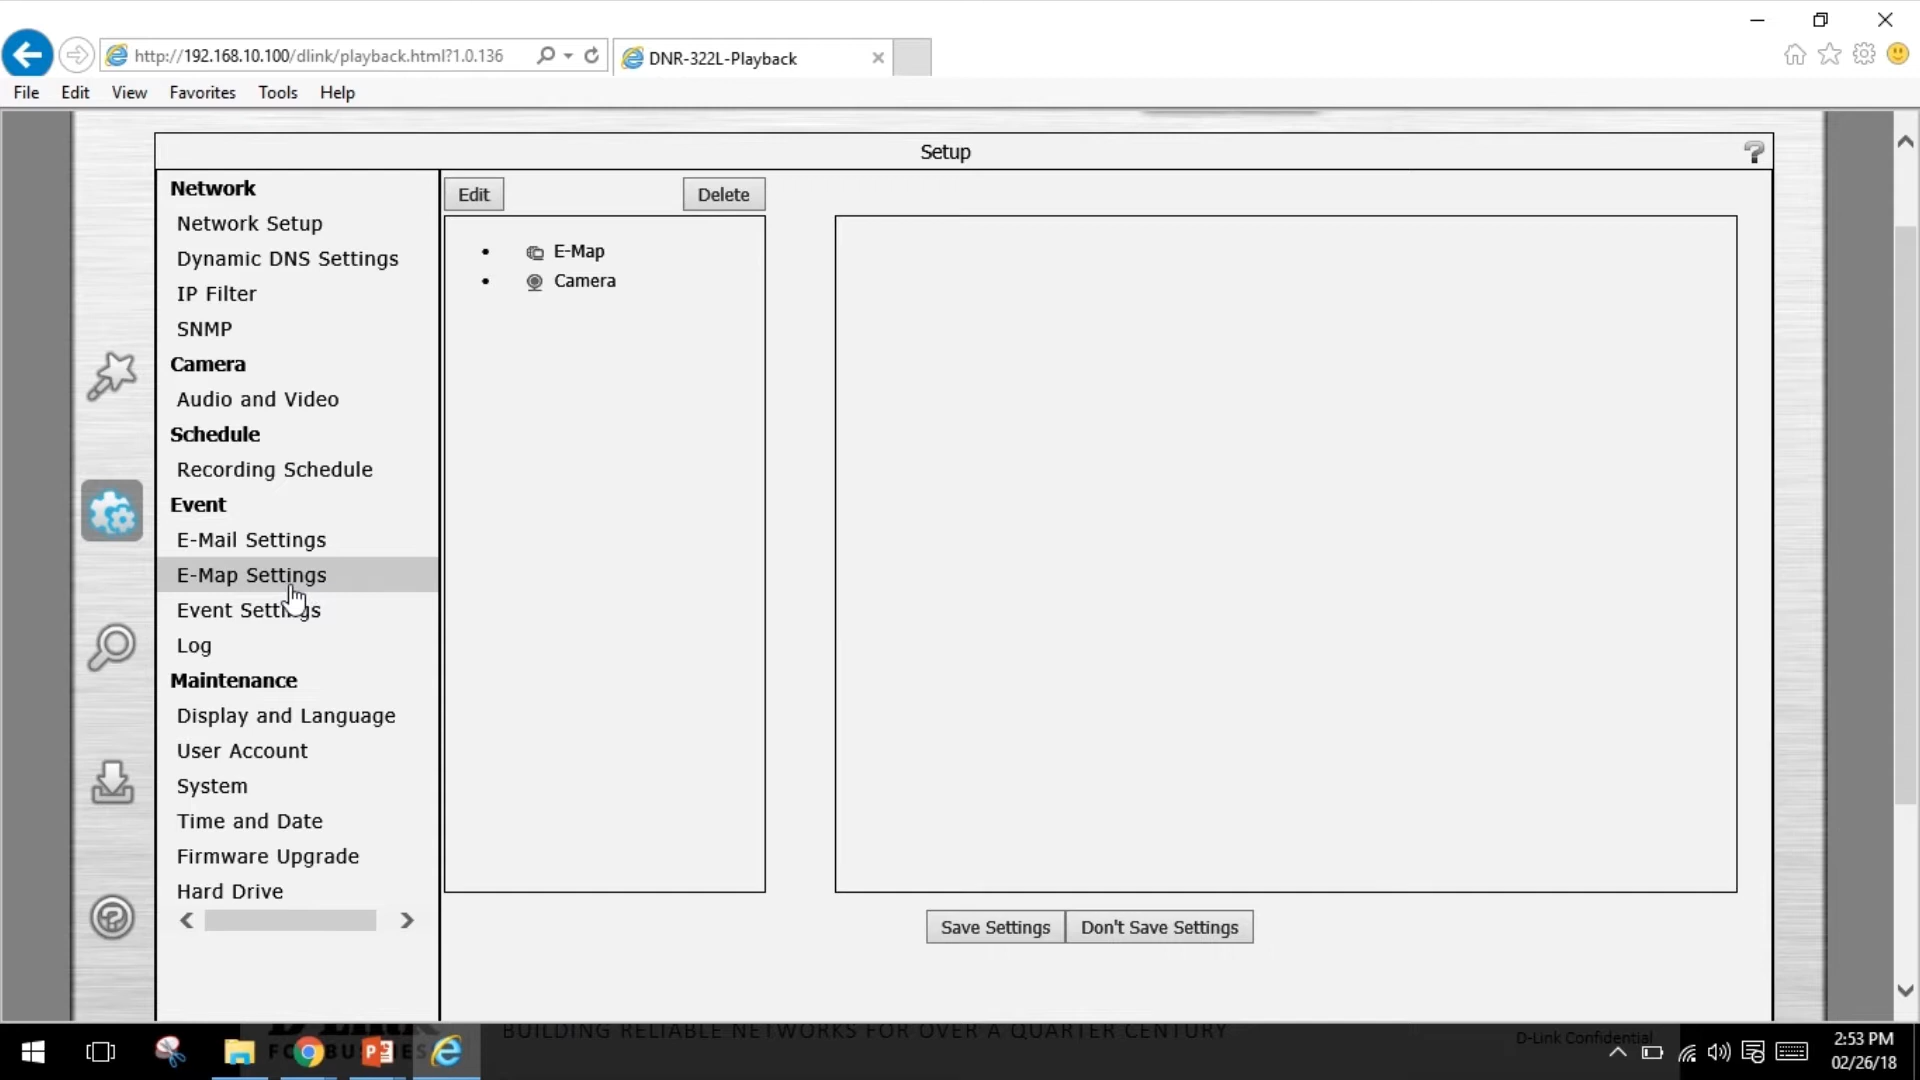 http://192.168.10.100/dlink/playback.html?1.0.136
DNR-322L-Playback
File Edit View Favorites Tools Help
Setup
Network
Network Setup
Dynamic DNS Settings
IP Filter
SNMP
Camera
Audio and Video
Schedule
Recording Schedule
Event
E-Mail Settings
E-Map Settings
Event Settings
Log
Maintenance
Display and Language
User Account
System
Time and Date
Firmware Upgrade
Hard Drive
Edit Delete
E-Map
Camera
Save Settings Don't Save Settings
BUILDING RELIABLE NETWORKS FOR OVER A QUARTER CENTURY
D-Link Confidential
2:53 PM
02/26/18